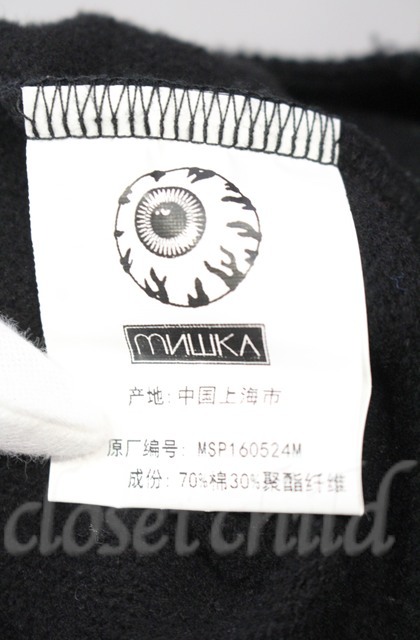 mишKA
产地: 中国上海市
原厂编号: MSP160524M
成份: 70%棉30%聚酯纤维
closet child